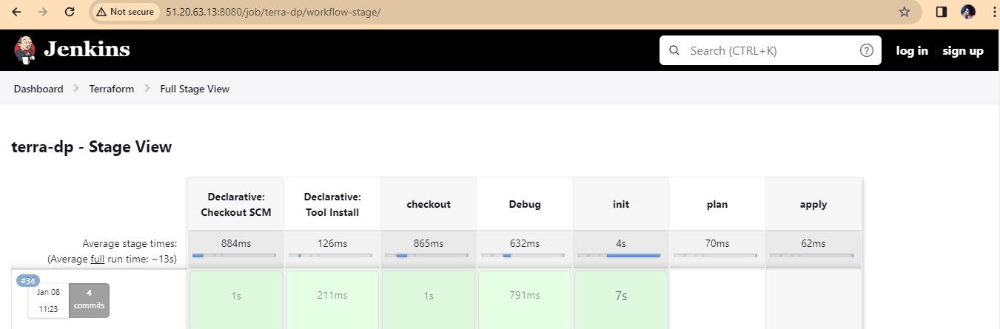 Not secure 51.20.63.13:8080/job/terra-dp/workflow-stage/
Jenkins
Search (CTRL+K)
?
log in sign up
Dashboard > Terraform > Full Stage View
terra-dp - Stage View
Declarative: Checkout SCM
Declarative: Tool Install
checkout
Debug
init
plan
apply
Average stage times:
(Average full run time: ~13s)
884ms 126ms 865ms 632ms 4s 70ms 62ms
#34
Jan 08
11:23
4
commits
1s 211ms 1s 791ms 7s